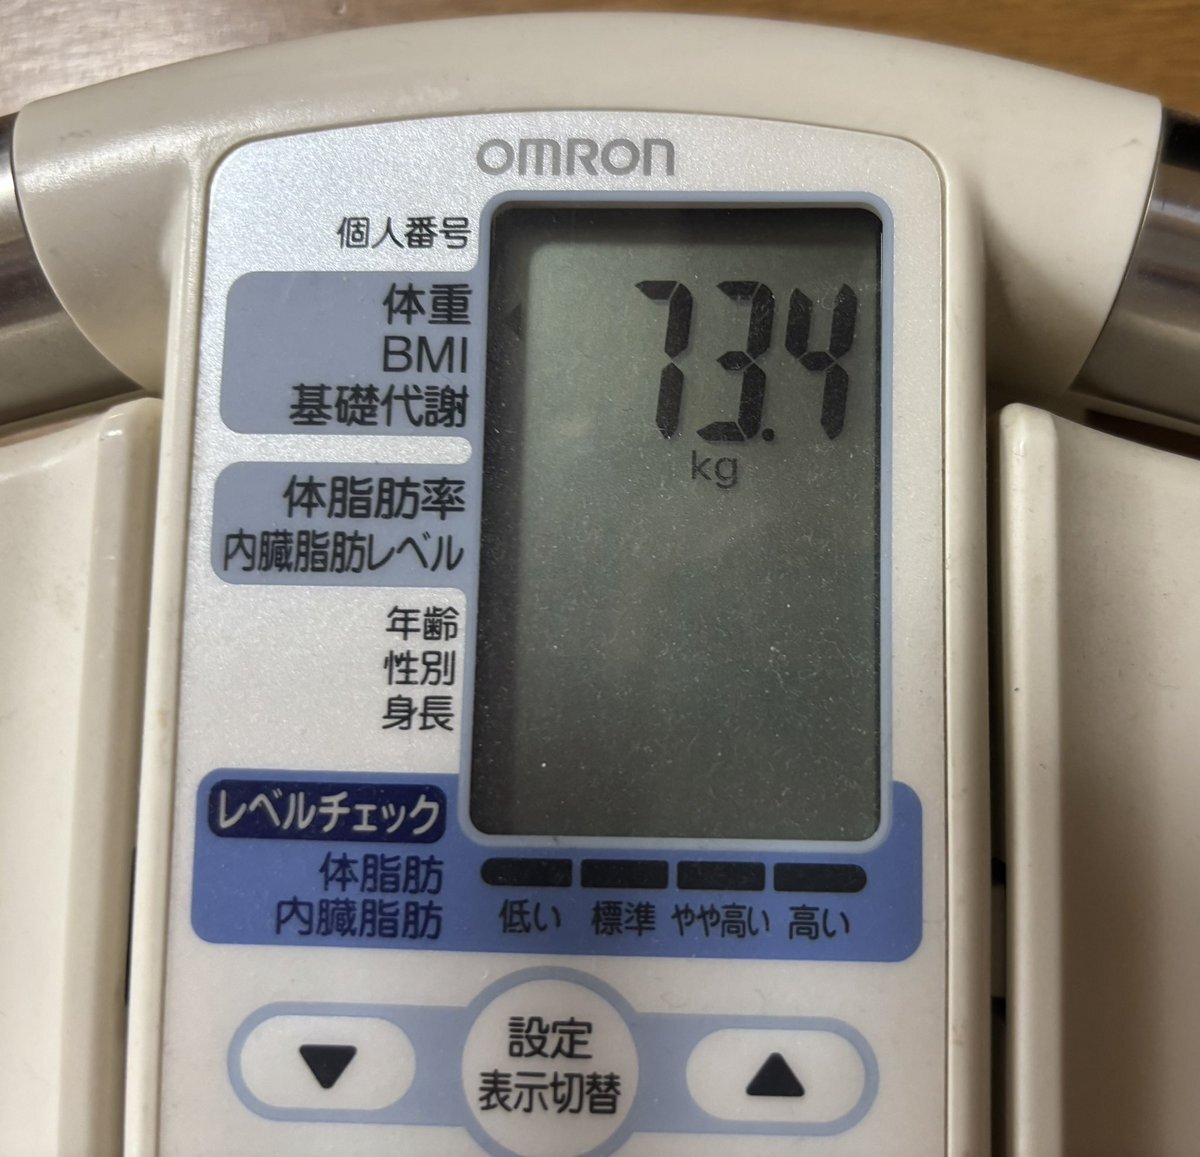 OMRON
個人番号
体重
BMI
基礎代謝
73.4
kg
体脂肪率
内臓脂肪レベル
年齢
性別
身長
レベルチェック
体脂肪
内臓脂肪
低い 標準 やや高い 高い
▼
設定
表示切替
▲